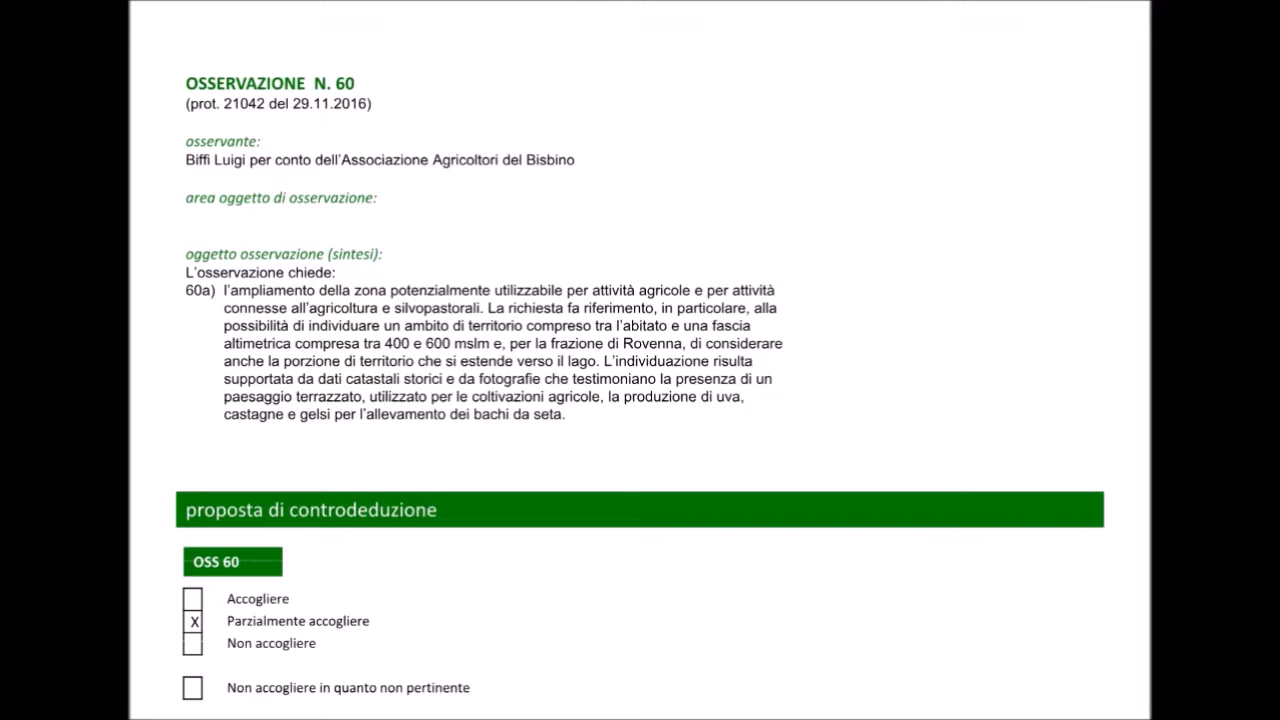 OSSERVAZIONE N. 60
(prot. 21042 del 29.11.2016)
osservante:
Biffi Luigi per conto dell'Associazione Agricoltori del Bisbino
area oggetto di osservazione:
oggetto osservazione (sintesi):
L'osservazione chiede:
60a) l'ampliamento della zona potenzialmente utilizzabile per attività agricole e per attività
connesse all'agricoltura e silvopastorali. La richiesta fa riferimento, in particolare, alla
possibilità di individuare un ambito di territorio compreso tra l'abitato e una fascia
altimetrica compresa tra 400 e 600 mslm e, per la frazione di Rovenna, di considerare
anche la porzione di territorio che si estende verso il lago. L'individuazione risulta
supportata da dati catastali storici e da fotografie che testimoniano la presenza di un
paesaggio terrazzato, utilizzato per le coltivazioni agricole, la produzione di uva,
castagne e gelsi per l'allevamento dei bachi da seta.
proposta di controdeduzione
OSS 60
Accogliere
X Parzialmente accogliere
Non accogliere
Non accogliere in quanto non pertinente